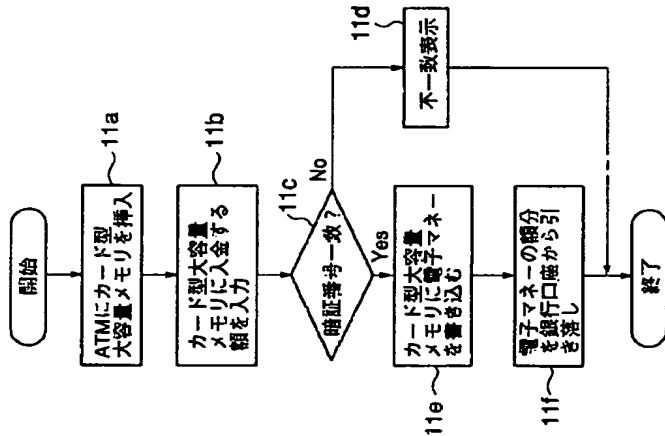 開始
ATMにカード型
大容量メモリを挿入
11a
カード型大容量
メモリに入金する
額を入力
11b
暗証番号一致?
11c
No
不一致表示
11d
Yes
カード型大容量
メモリに電子マネー
を書き込む
11e
電子マネーの額分
を銀行口座から引
き落し
11f
終了